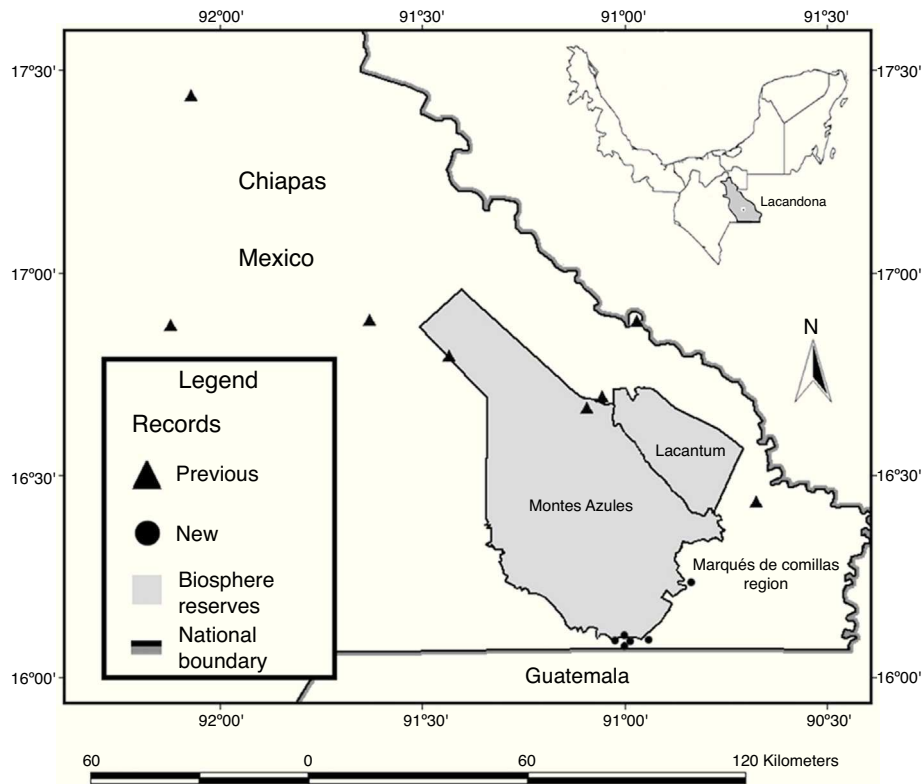 92°00' 91°30' 91°00' 91°30'
17°30' 17°30'
Chiapas
Lacandona
Mexico
17°00' 17°00'
N
Legend
Records
Previous
New
Biosphere
reserves
National
boundary
Lacantum
16°30' 16°30'
Montes Azules
Marqués de comillas
region
Guatemala
16°00' 16°00'
92°00' 91°30' 91°00' 90°30'
60 0 60 120 Kilometers